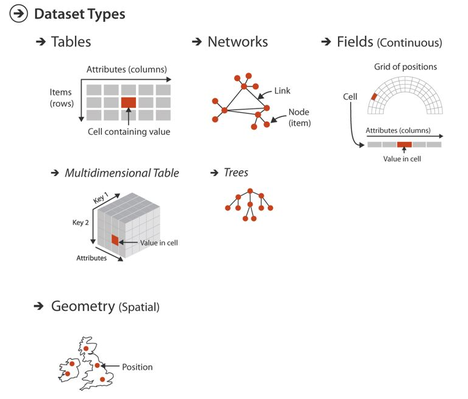 Dataset Types
Tables
Attributes (columns)
Items
(rows)
Cell containing value
Networks
Link
Node
(item)
Fields (Continuous)
Grid of positions
Cell
Attributes (columns)
Value in cell
Multidimensional Table
Key 1
Key 2
Value in cell
Attributes
Trees
Geometry (Spatial)
Position